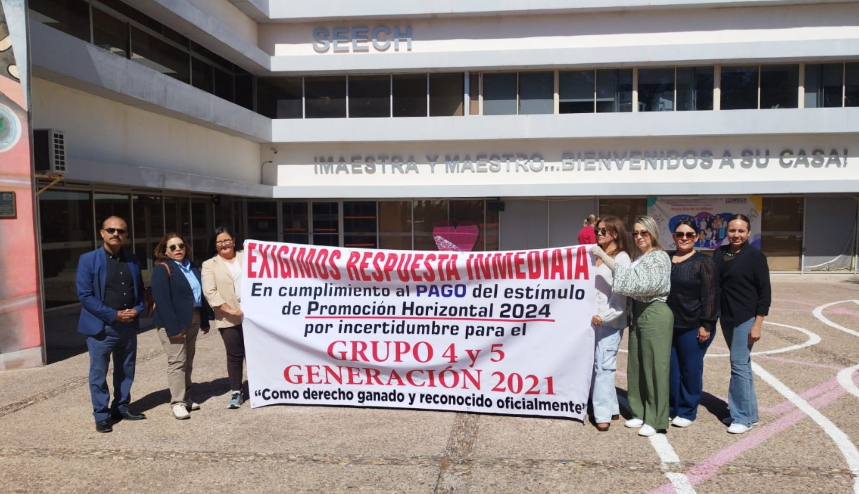 SEECH
¡MAESTRA Y MAESTRO...BIENVENIDOS A SU CASA!
EXIGIMOS RESPUESTA INMEDIATA
En cumplimiento al PAGO del estímulo
de Promoción Horizontal 2024
por incertidumbre para el
GRUPO 4 y 5
GENERACIÓN 2021
“Como derecho ganado y reconocido oficialmente”